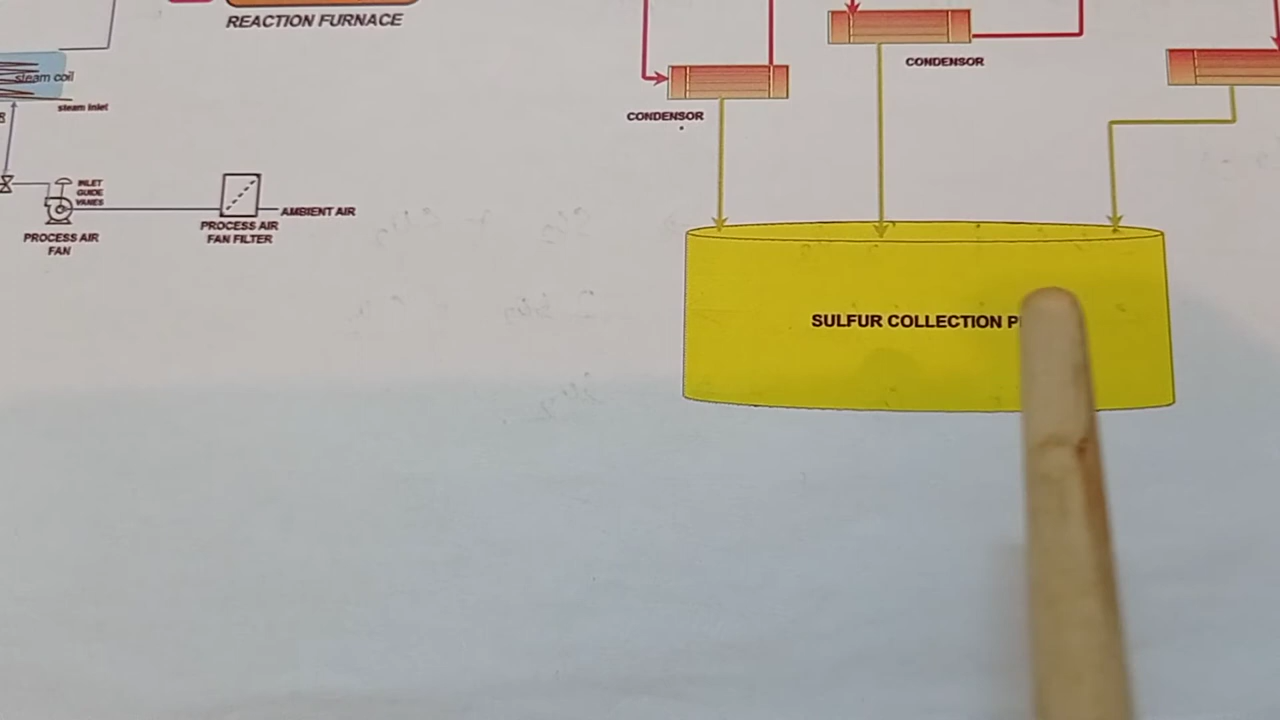 REACTION FURNACE
steam coil
steam inlet
CONDENSOR
CONDENSOR
INLET
GUIDE
VANES
AMBIENT AIR
PROCESS AIR
FAN FILTER
PROCESS AIR
FAN
SULFUR COLLECTION